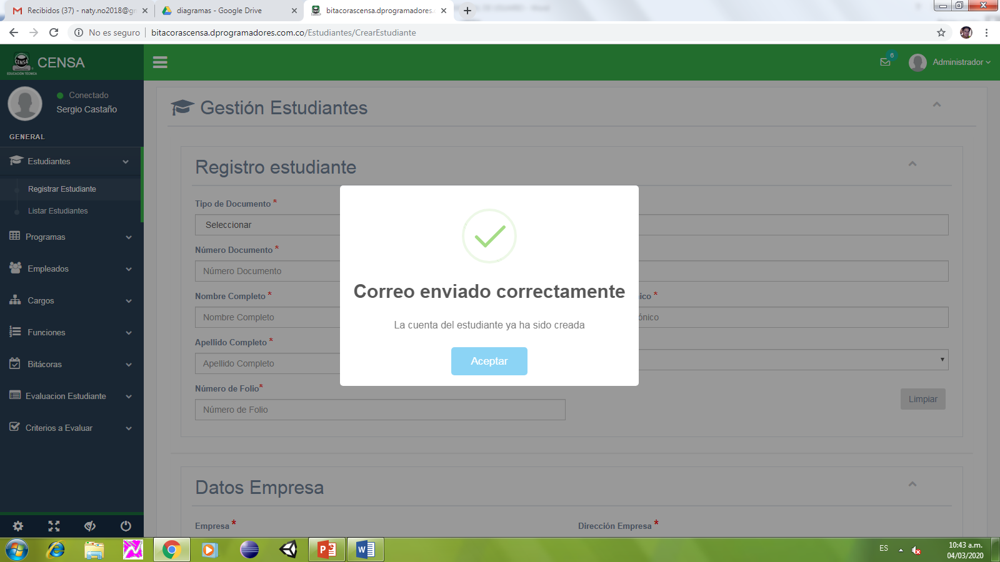 Recibidos (37) - naty.no2018@gm
diagramas - Google Drive
bitacorascensa.dprogramadores.
No es seguro
bitacorascensa.dprogramadores.com.co/Estudiantes/CrearEstudiante
CENSA
EDUCACIÓN TÉCNICA
CENSA
6
Administrador
Conectado
Sergio Castaño
GENERAL
Estudiantes
Registrar Estudiante
Listar Estudiantes
Programas
Empleados
Cargos
Funciones
Bitácoras
Evaluacion Estudiante
Criterios a Evaluar
Gestión Estudiantes
Registro estudiante
Tipo de Documento *
Seleccionar
Número Documento *
Número Documento
Nombre Completo *
ico *
Nombre Completo
ónico
Apellido Completo *
Apellido Completo
Número de Folio*
Número de Folio
Limpiar
Correo enviado correctamente
La cuenta del estudiante ya ha sido creada
Aceptar
Datos Empresa
Empresa *
Dirección Empresa *
ES
10:43 a.m.
04/03/2020